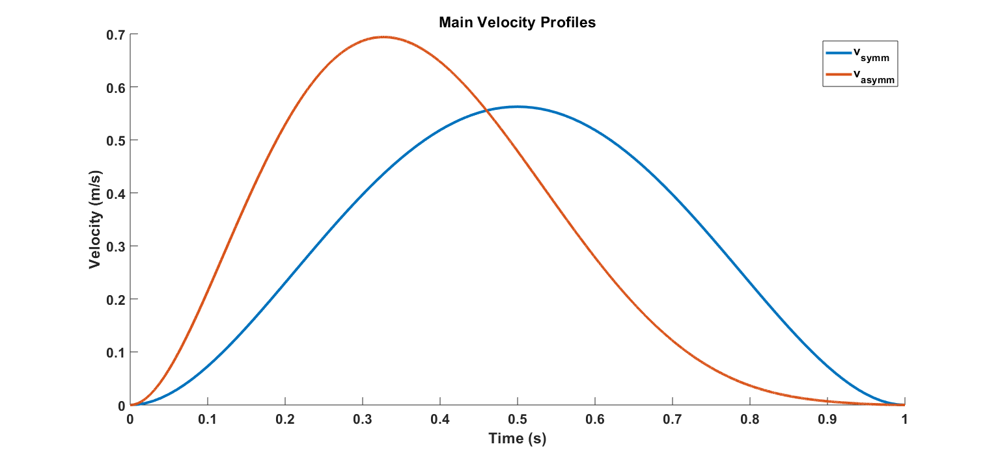 Main Velocity Profiles
v_symm
v_asymm
Velocity (m/s)
0.7
0.6
0.5
0.4
0.3
0.2
0.1
0
0 0.1 0.2 0.3 0.4 0.5 0.6 0.7 0.8 0.9 1
Time (s)